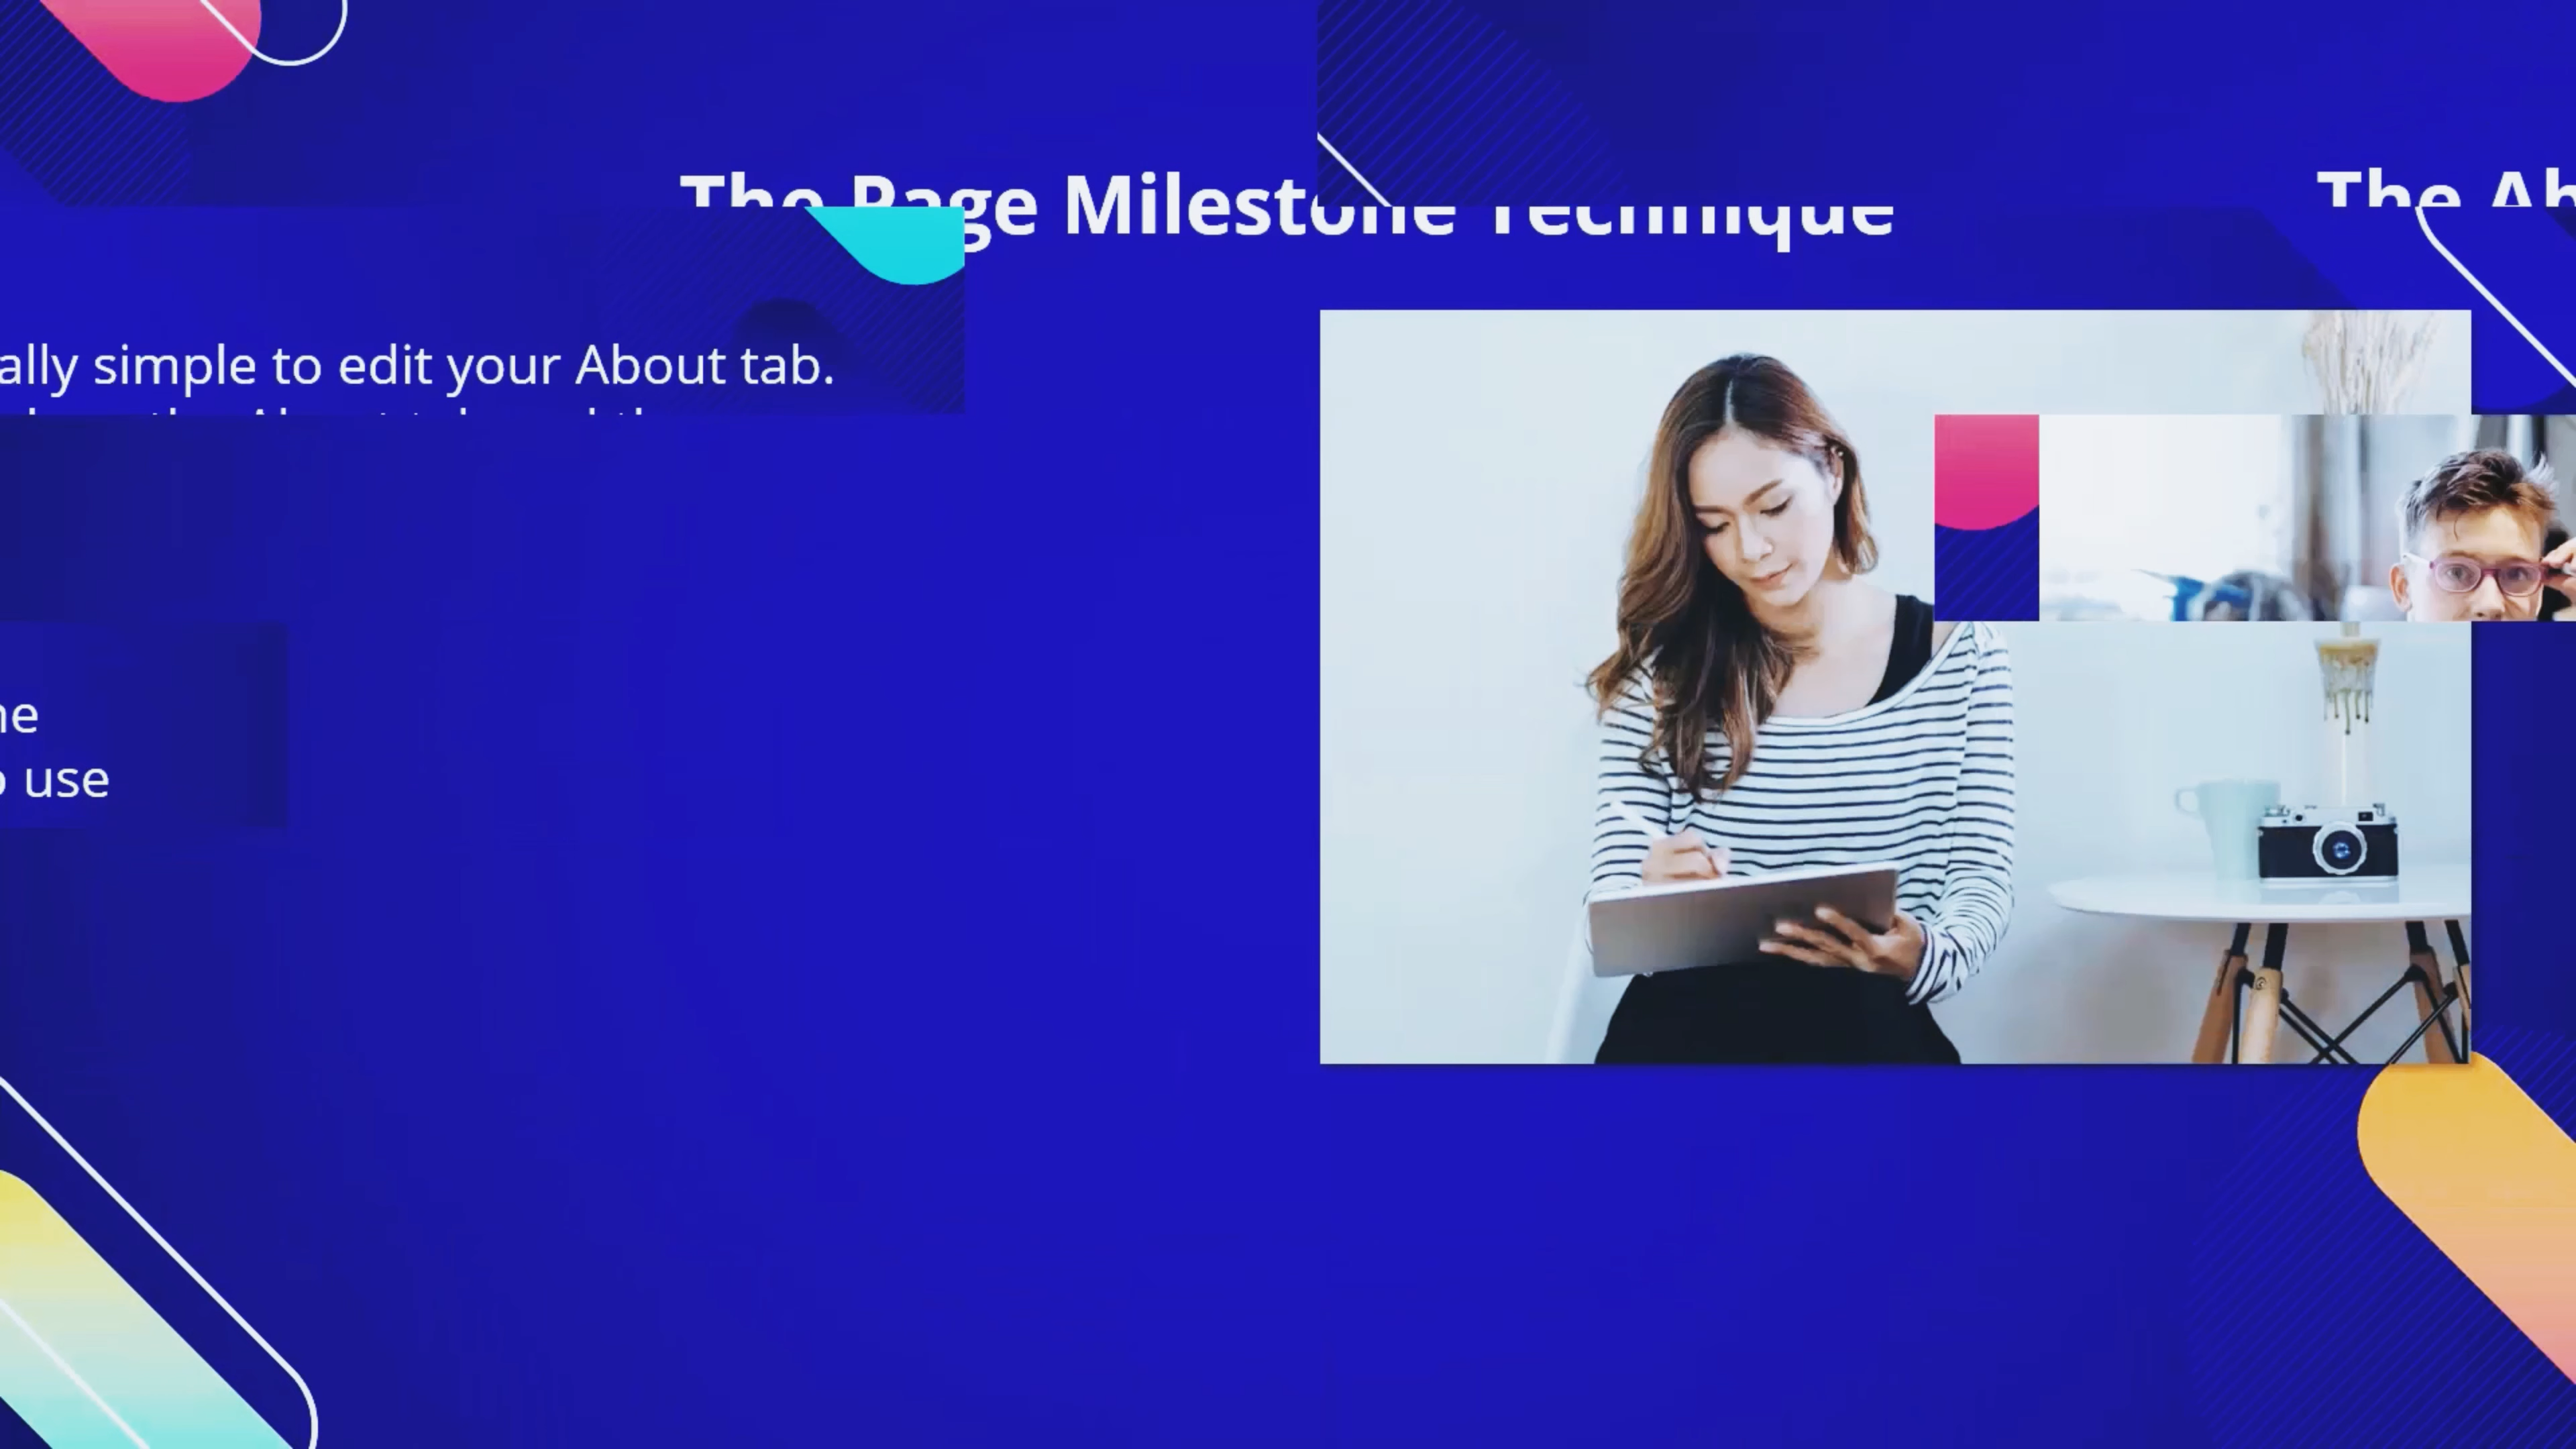 The Page Milestone Technique
The Ab
ally simple to edit your About tab.
ne
o use